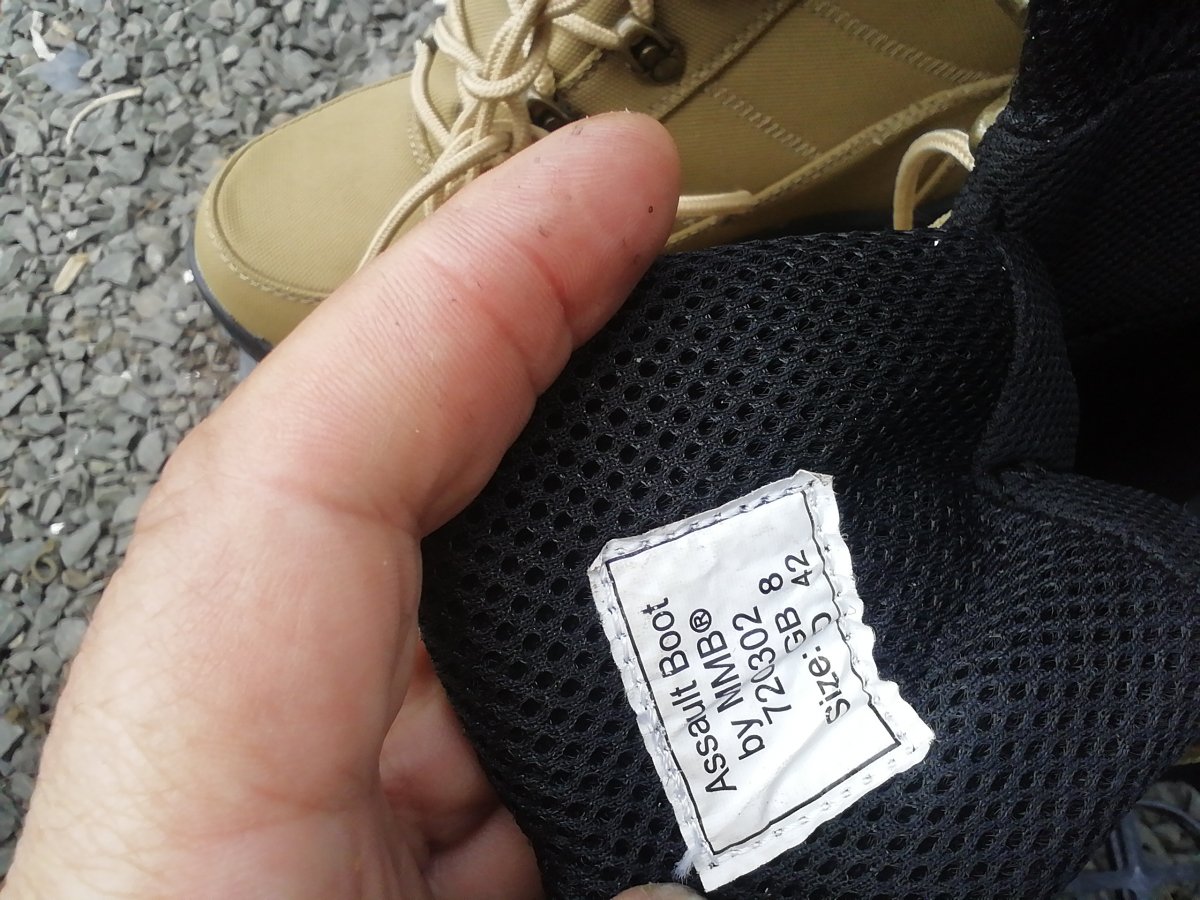 Assault Boot
by MMB®
720302
Size: GB 8
D 42